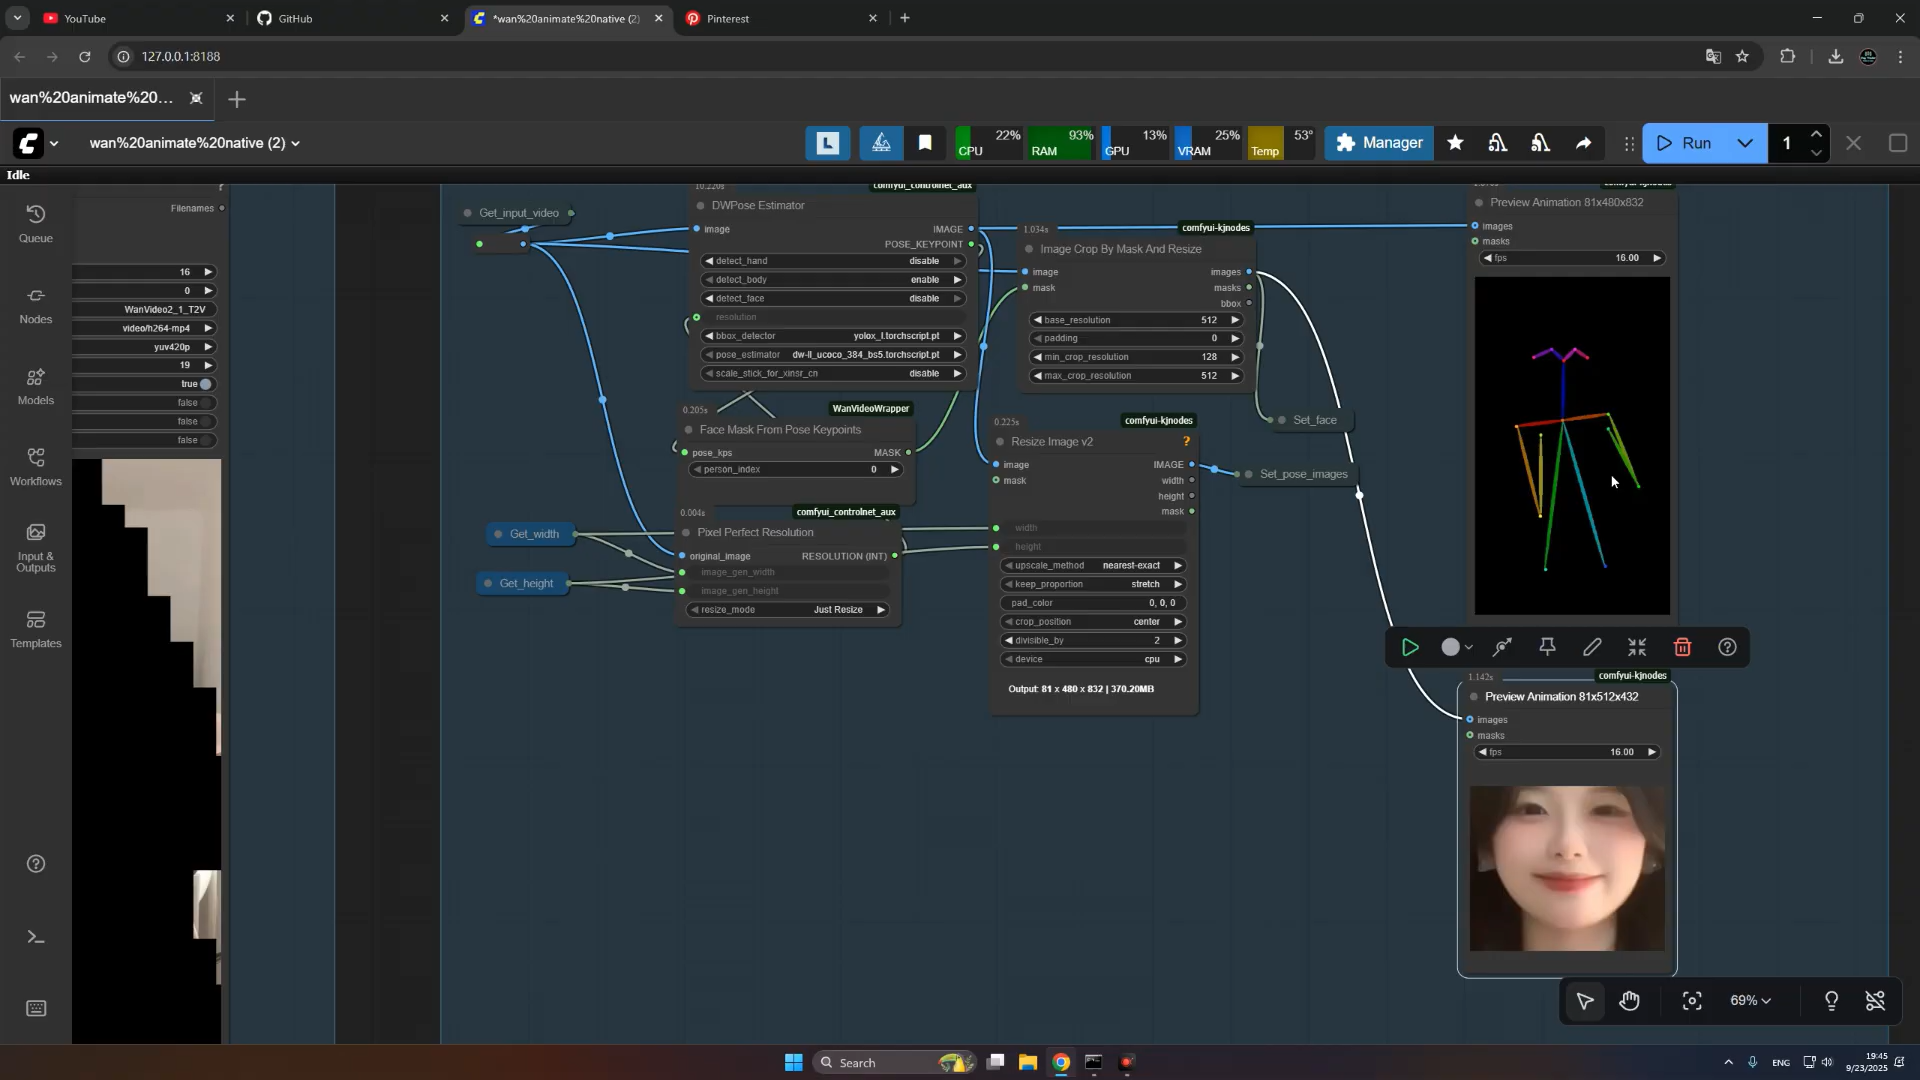 YouTube
GitHub
*wan%20animate%20native (2)
Pinterest
127.0.0.1:8188
wan%20animate%20...
wan%20animate%20native (2)
CPU 22%
RAM 93%
GPU 13%
VRAM 25%
Temp 53°
Manager
Run
1
Idle
Queue
Nodes
Models
Workflows
Input & Outputs
Templates
Filenames
16
0
WanVideo2_1_T2V
video/h264-mp4
yuv420p
19
true
false
false
false
Get_input_video
10.220s
comfyui_controlnet_aux
DWPose Estimator
image
IMAGE
POSE_KEYPOINT
detect_hand disable
detect_body enable
detect_face disable
resolution
bbox_detector yolox_l.torchscript.pt
pose_estimator dw-ll_ucoco_384_bs5.torchscript.pt
scale_stick_for_xinsr_cn disable
0.205s
WanVideoWrapper
Face Mask From Pose Keypoints
pose_kps
MASK
person_index 0
0.004s
comfyui_controlnet_aux
Pixel Perfect Resolution
original_image
RESOLUTION (INT)
image_gen_width
image_gen_height
resize_mode Just Resize
Get_width
Get_height
1.034s
comfyui-kjnodes
Image Crop By Mask And Resize
image
images
mask
masks
bbox
base_resolution 512
padding 0
min_crop_resolution 128
max_crop_resolution 512
Set_face
0.225s
comfyui-kjnodes
Resize Image v2
?
image
IMAGE
mask
width
height
mask
width
height
upscale_method nearest-exact
keep_proportion stretch
pad_color 0, 0, 0
crop_position center
divisible_by 2
device cpu
Output: 81 x 480 x 832 | 370.20MB
Set_pose_images
Preview Animation 81x480x832
images
masks
fps 16.00
1.142s
comfyui-kjnodes
Preview Animation 81x512x432
images
masks
fps 16.00
69%
Search
ENG
19:45
9/23/2025